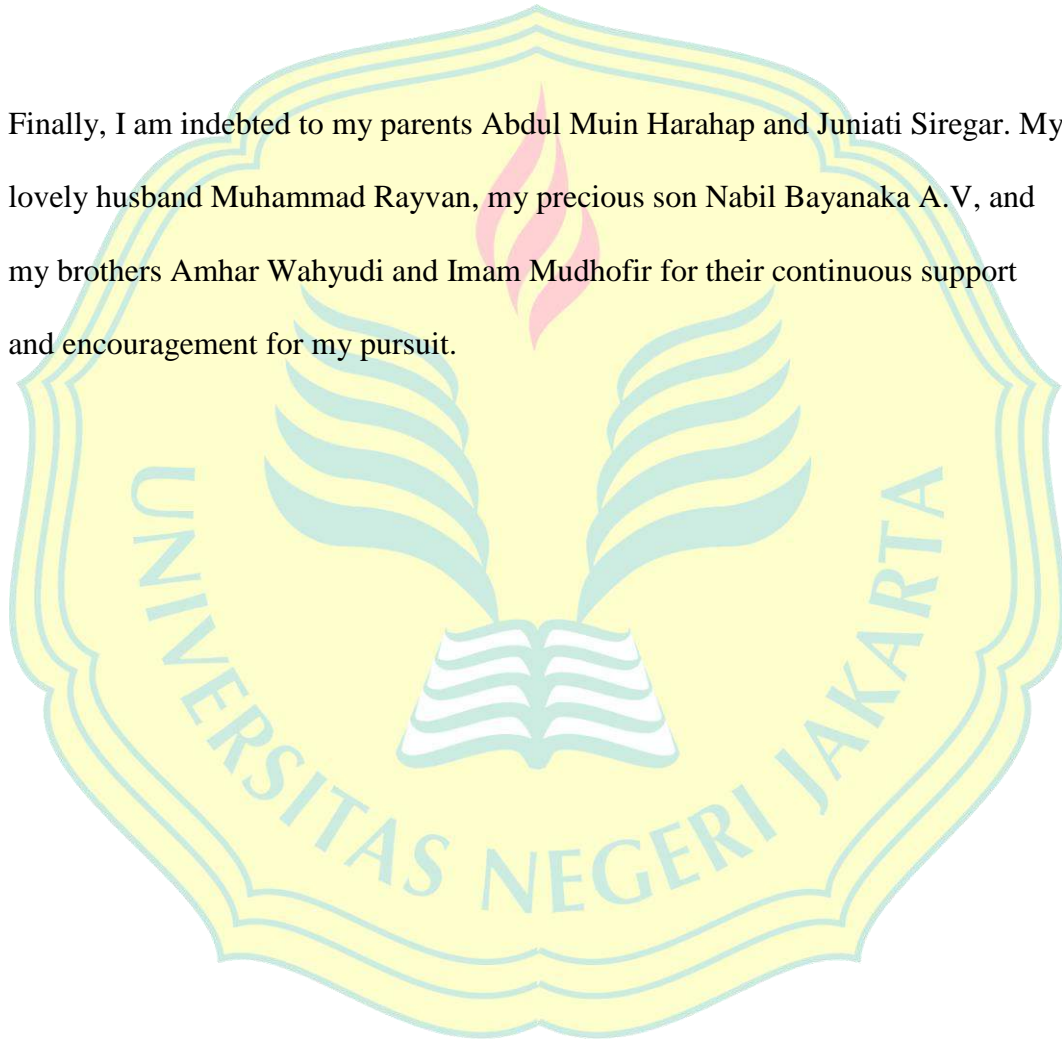 Finally, I am indebted to my parents Abdul Muin Harahap and Juniati Siregar. My
lovely husband Muhammad Rayvan, my precious son Nabil Bayanaka A.V, and
my brothers Amhar Wahyudi and Imam Mudhofir for their continuous support
and encouragement for my pursuit.
UNIVERSITAS NEGERI JAKARTA